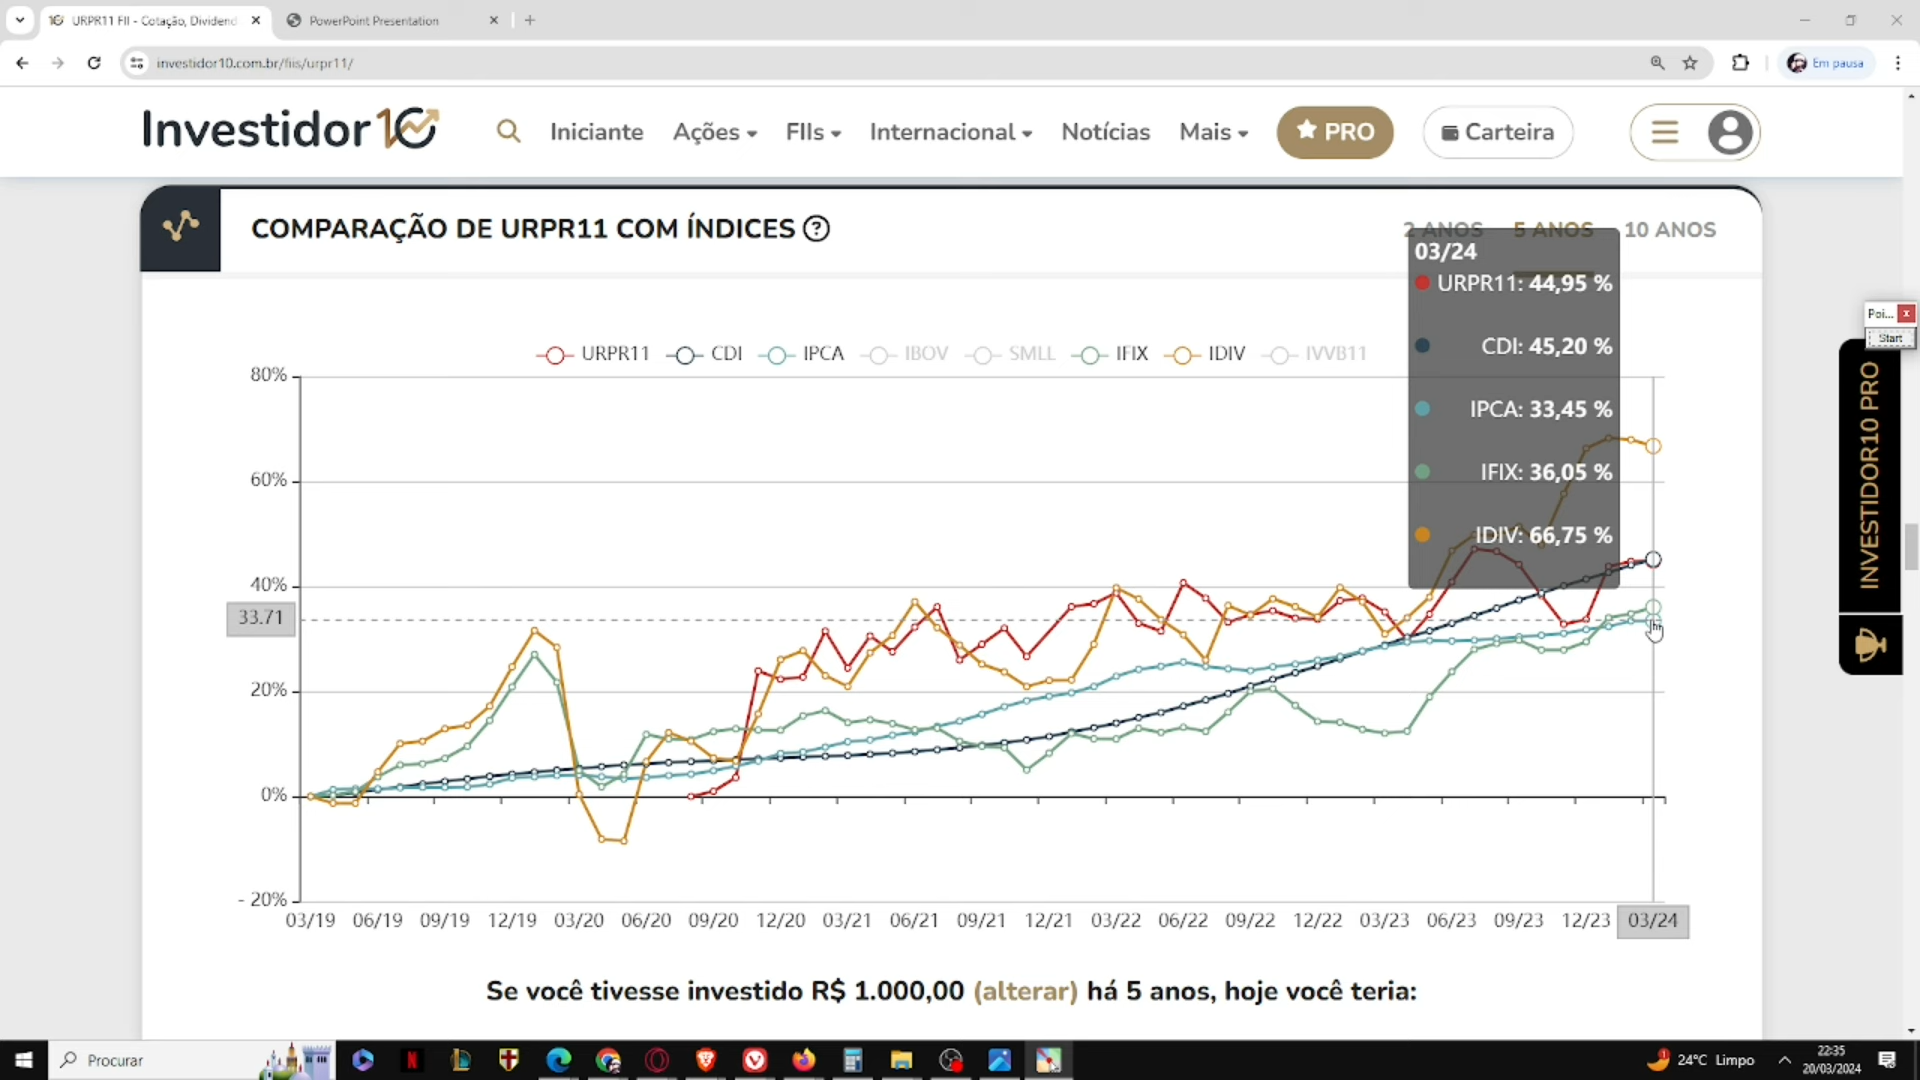 URPR11 FII - Cotação, Dividend
PowerPoint Presentation
investidor10.com.br/fiis/urpr11/
Em pausa
Investidor10
Iniciante
Ações
FIIs
Internacional
Notícias
Mais
PRO
Carteira
COMPARAÇÃO DE URPR11 COM ÍNDICES
2 ANOS
5 ANOS
10 ANOS
03/24
URPR11: 44,95 %
CDI: 45,20 %
IPCA: 33,45 %
IFIX: 36,05 %
IDIV: 66,75 %
URPR11
CDI
IPCA
IBOV
SMLL
IFIX
IDIV
IVVB11
Poi...
Start
INVESTIDOR10 PRO
80%
60%
40%
33.71
20%
0%
- 20%
03/19 06/19 09/19 12/19 03/20 06/20 09/20 12/20 03/21 06/21 09/21 12/21 03/22 06/22 09/22 12/22 03/23 06/23 09/23 12/23 03/24
Se você tivesse investido R$ 1.000,00 (alterar) há 5 anos, hoje você teria:
Procurar
24°C Limpo
22:35
20/03/2024